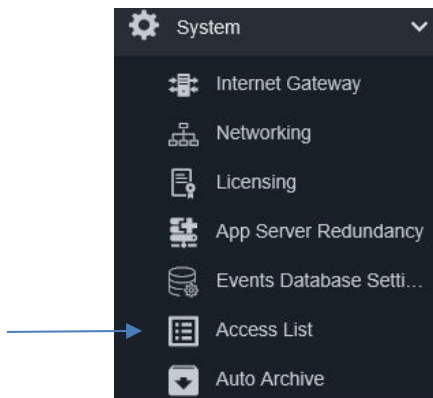 System
Internet Gateway
Networking
Licensing
App Server Redundancy
Events Database Setti...
Access List
Auto Archive